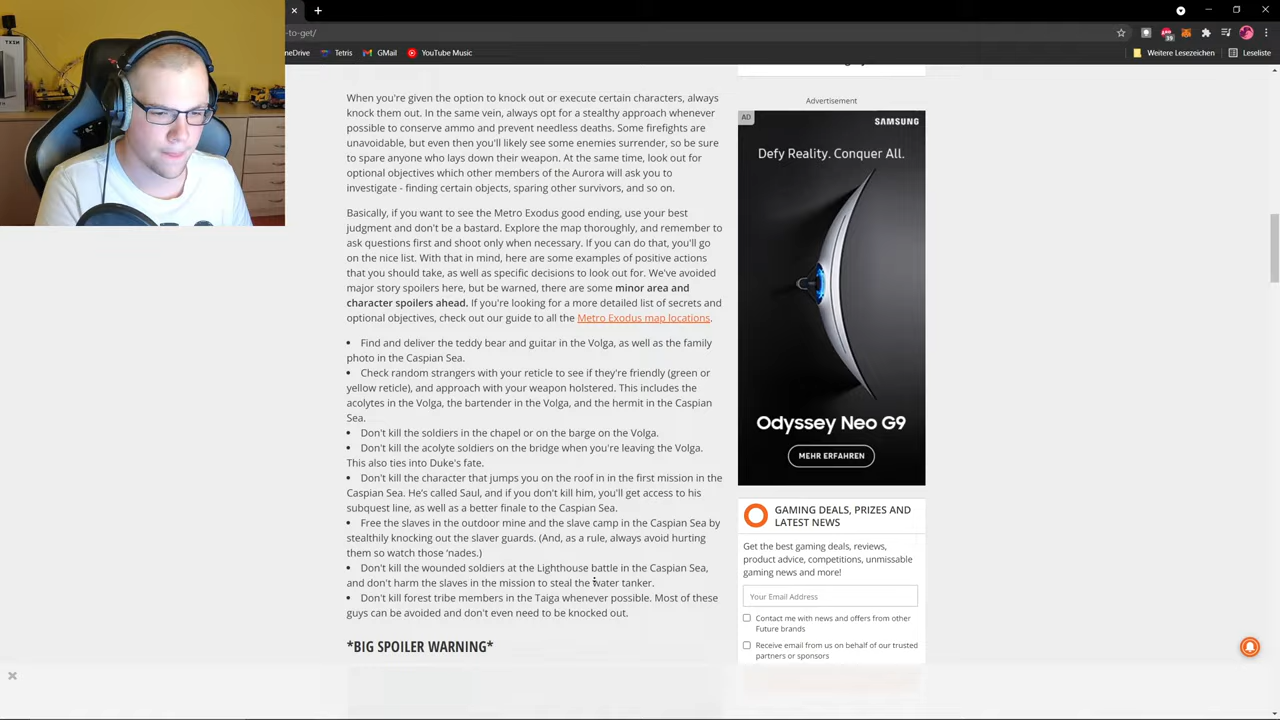 -to-get/
neDrive
Tetris
GMail
YouTube Music
Weitere Lesezeichen
Leseliste
When you're given the option to knock out or execute certain characters, always
knock them out. In the same vein, always opt for a stealthy approach whenever
possible to conserve ammo and prevent needless deaths. Some firefights are
unavoidable, but even then you'll likely see some enemies surrender, so be sure
to spare anyone who lays down their weapon. At the same time, look out for
optional objectives which other members of the Aurora will ask you to
investigate - finding certain objects, sparing other survivors, and so on.
Basically, if you want to see the Metro Exodus good ending, use your best
judgment and don't be a bastard. Explore the map thoroughly, and remember to
ask questions first and shoot only when necessary. If you can do that, you'll go
on the nice list. With that in mind, here are some examples of positive actions
that you should take, as well as specific decisions to look out for. We've avoided
major story spoilers here, but be warned, there are some minor area and
character spoilers ahead. If you're looking for a more detailed list of secrets and
optional objectives, check out our guide to all the Metro Exodus map locations.
• Find and deliver the teddy bear and guitar in the Volga, as well as the family
photo in the Caspian Sea.
• Check random strangers with your reticle to see if they're friendly (green or
yellow reticle), and approach with your weapon holstered. This includes the
acolytes in the Volga, the bartender in the Volga, and the hermit in the Caspian
Sea.
• Don't kill the soldiers in the chapel or on the barge on the Volga.
• Don't kill the acolyte soldiers on the bridge when you're leaving the Volga.
This also ties into Duke's fate.
• Don't kill the character that jumps you on the roof in in the first mission in the
Caspian Sea. He's called Saul, and if you don't kill him, you'll get access to his
subquest line, as well as a better finale to the Caspian Sea.
• Free the slaves in the outdoor mine and the slave camp in the Caspian Sea by
stealthily knocking out the slaver guards. (And, as a rule, always avoid hurting
them so watch those 'nades.)
• Don't kill the wounded soldiers at the Lighthouse battle in the Caspian Sea,
and don't harm the slaves in the mission to steal the water tanker.
• Don't kill forest tribe members in the Taiga whenever possible. Most of these
guys can be avoided and don't even need to be knocked out.
*BIG SPOILER WARNING*
Advertisement
AD
SAMSUNG
Defy Reality. Conquer All.
Odyssey Neo G9
MEHR ERFAHREN
GAMING DEALS, PRIZES AND
LATEST NEWS
Get the best gaming deals, reviews,
product advice, competitions, unmissable
gaming news and more!
Your Email Address
Contact me with news and offers from other
Future brands
Receive email from us on behalf of our trusted
partners or sponsors